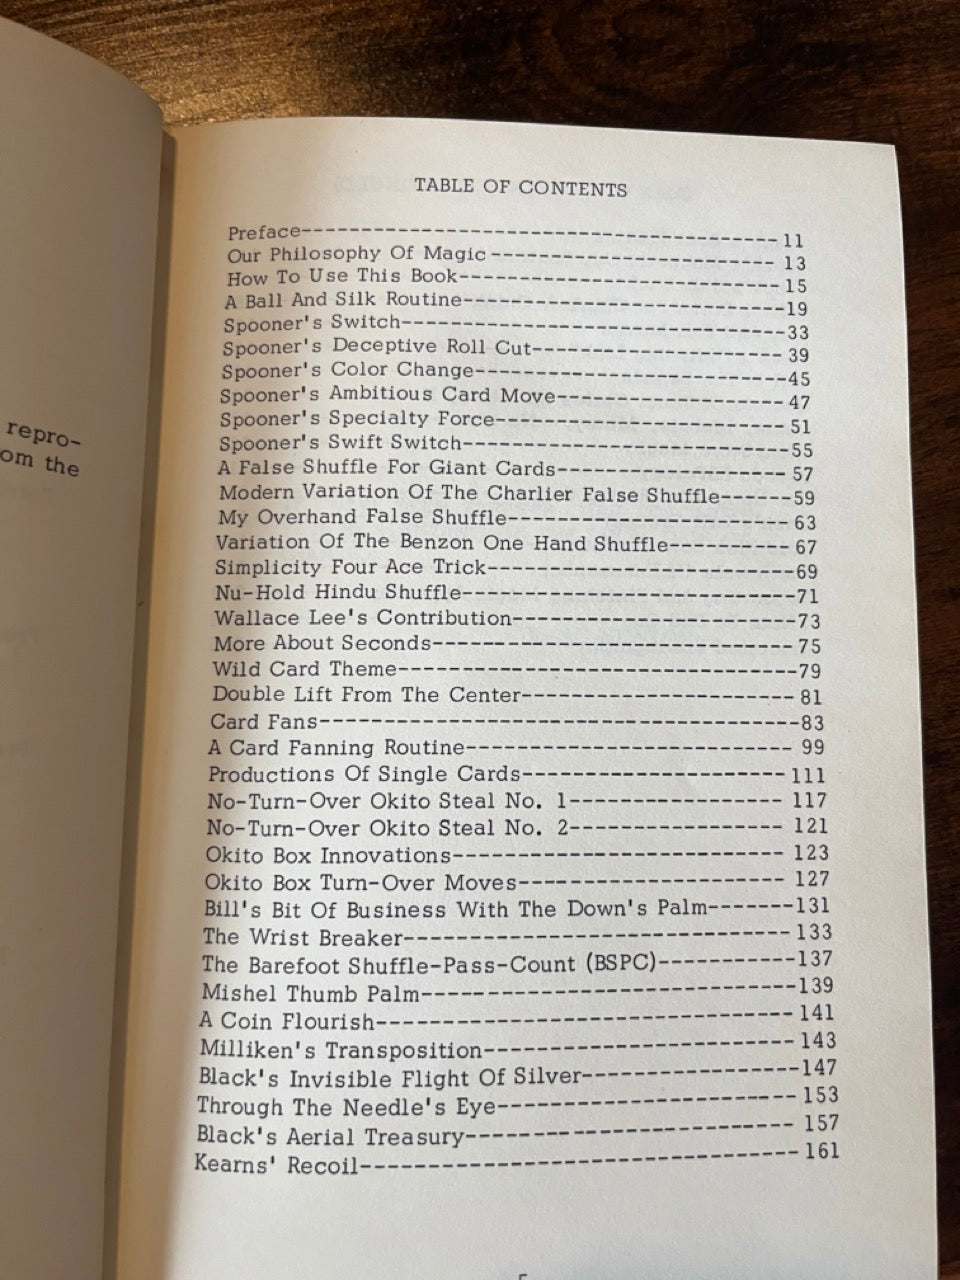 repro-
om the
TABLE OF CONTENTS
Preface--------------------------------------- 11
Our Philosophy Of Magic ----------------------- 13
How To Use This Book-------------------------- 15
A Ball And Silk Routine--------------------------19
Spooner's Switch-------------------------------33
Spooner's Deceptive Roll Cut-------------------- 39
Spooner's Color Change-------------------------45
Spooner's Ambitious Card Move------------------ 47
Spooner's Specialty Force----------------------- 51
Spooner's Swift Switch--------------------------55
A False Shuffle For Giant Cards------------------ 57
Modern Variation Of The Charlier False Shuffle------59
My Overhand False Shuffle---------------------- 63
Variation Of The Benzon One Hand Shuffle---------- 67
Simplicity Four Ace Trick-------------------------69
Nu-Hold Hindu Shuffle---------------------------71
Wallace Lee's Contribution-----------------------73
More About Seconds----------------------------- 75
Wild Card Theme--------------------------------79
Double Lift From The Center---------------------- 81
Card Fans--------------------------------------83
A Card Fanning Routine-------------------------- 99
Productions Of Single Cards--------------------- 111
No-Turn-Over Okito Steal No. 1----------------- 117
No-Turn-Over Okito Steal No. 2----------------- 121
Okito Box Innovations-------------------------- 123
Okito Box Turn-Over Moves--------------------- 127
Bill's Bit Of Business With The Down's Palm-------131
The Wrist Breaker------------------------------ 133
The Barefoot Shuffle-Pass-Count (BSPC)-----------137
Mishel Thumb Palm-----------------------------139
A Coin Flourish--------------------------------- 141
Milliken's Transposition------------------------- 143
Black's Invisible Flight Of Silver-----------------147
Through The Needle's Eye----------------------- 153
Black's Aerial Treasury-------------------------- 157
Kearns' Recoil---------------------------------- 161